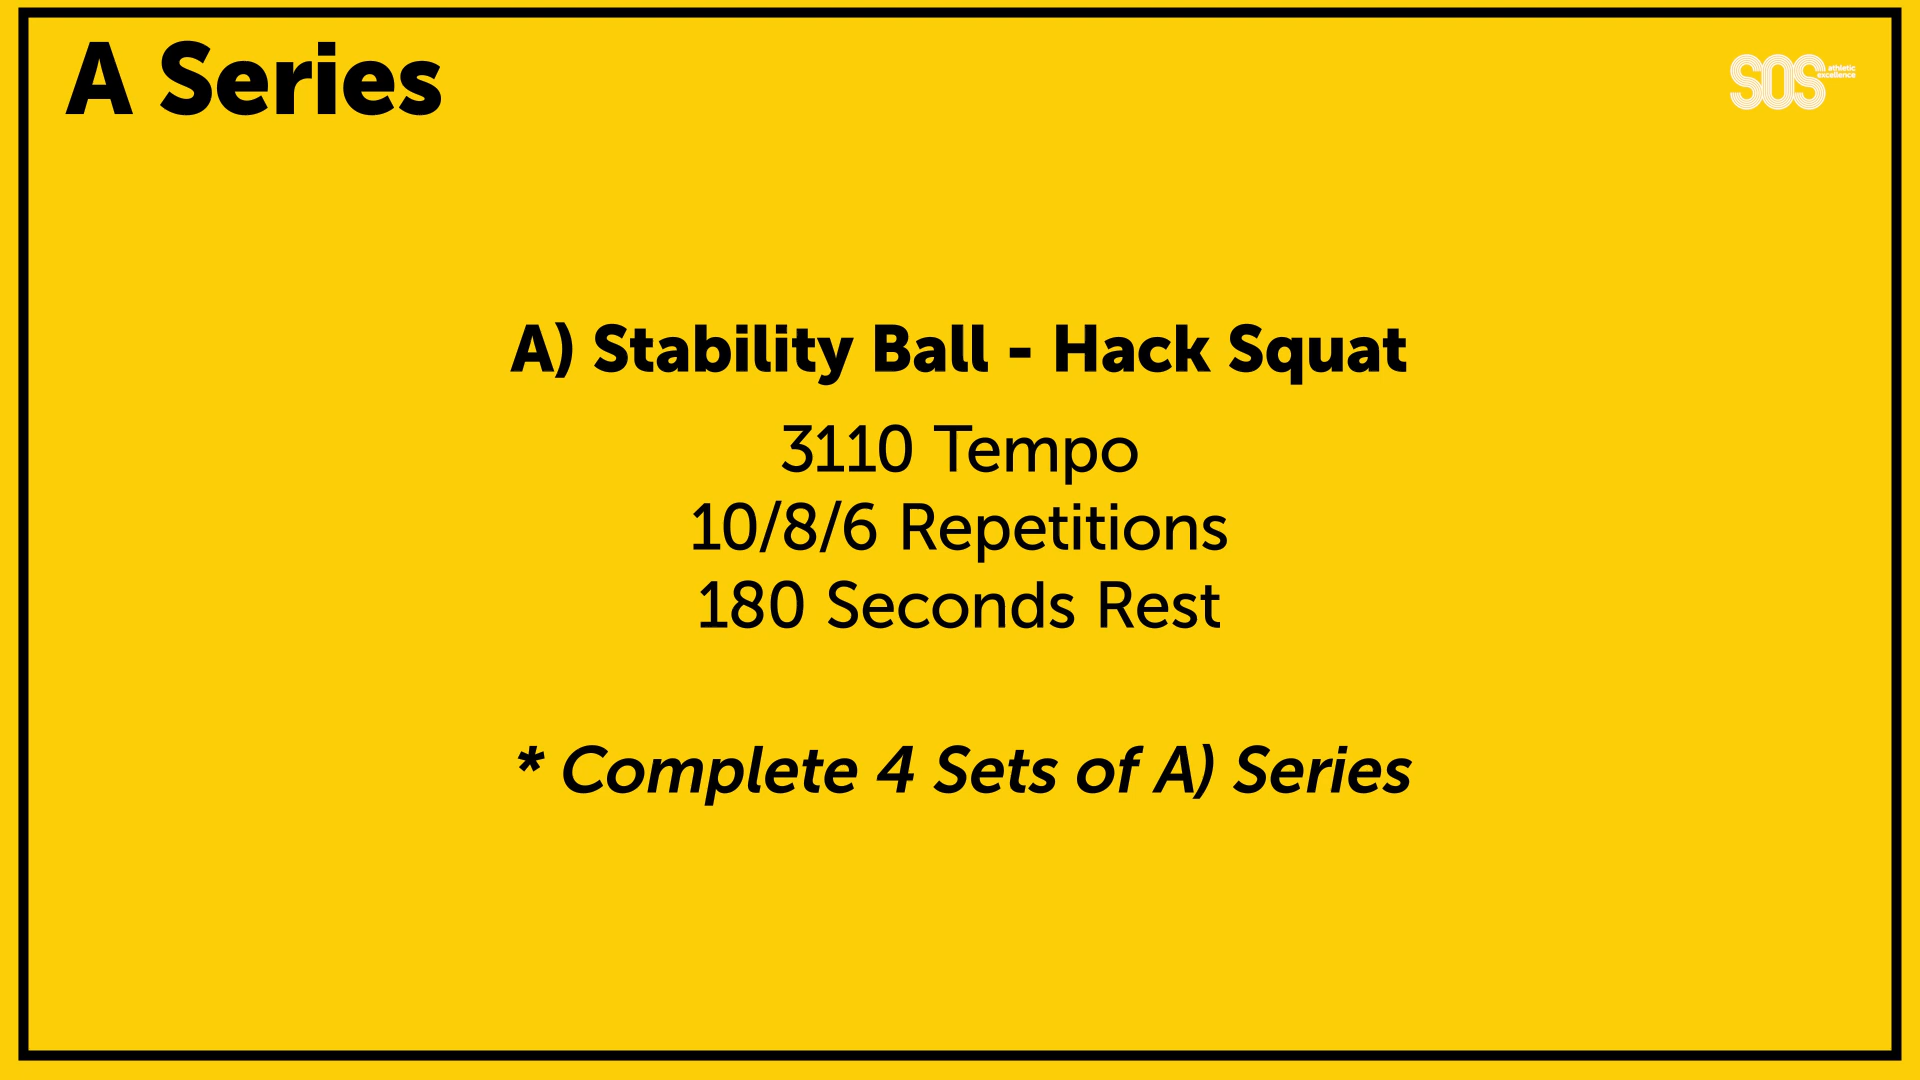 A Series
SOS athletic
excellence
A) Stability Ball - Hack Squat
3110 Tempo
10/8/6 Repetitions
180 Seconds Rest
* Complete 4 Sets of A) Series